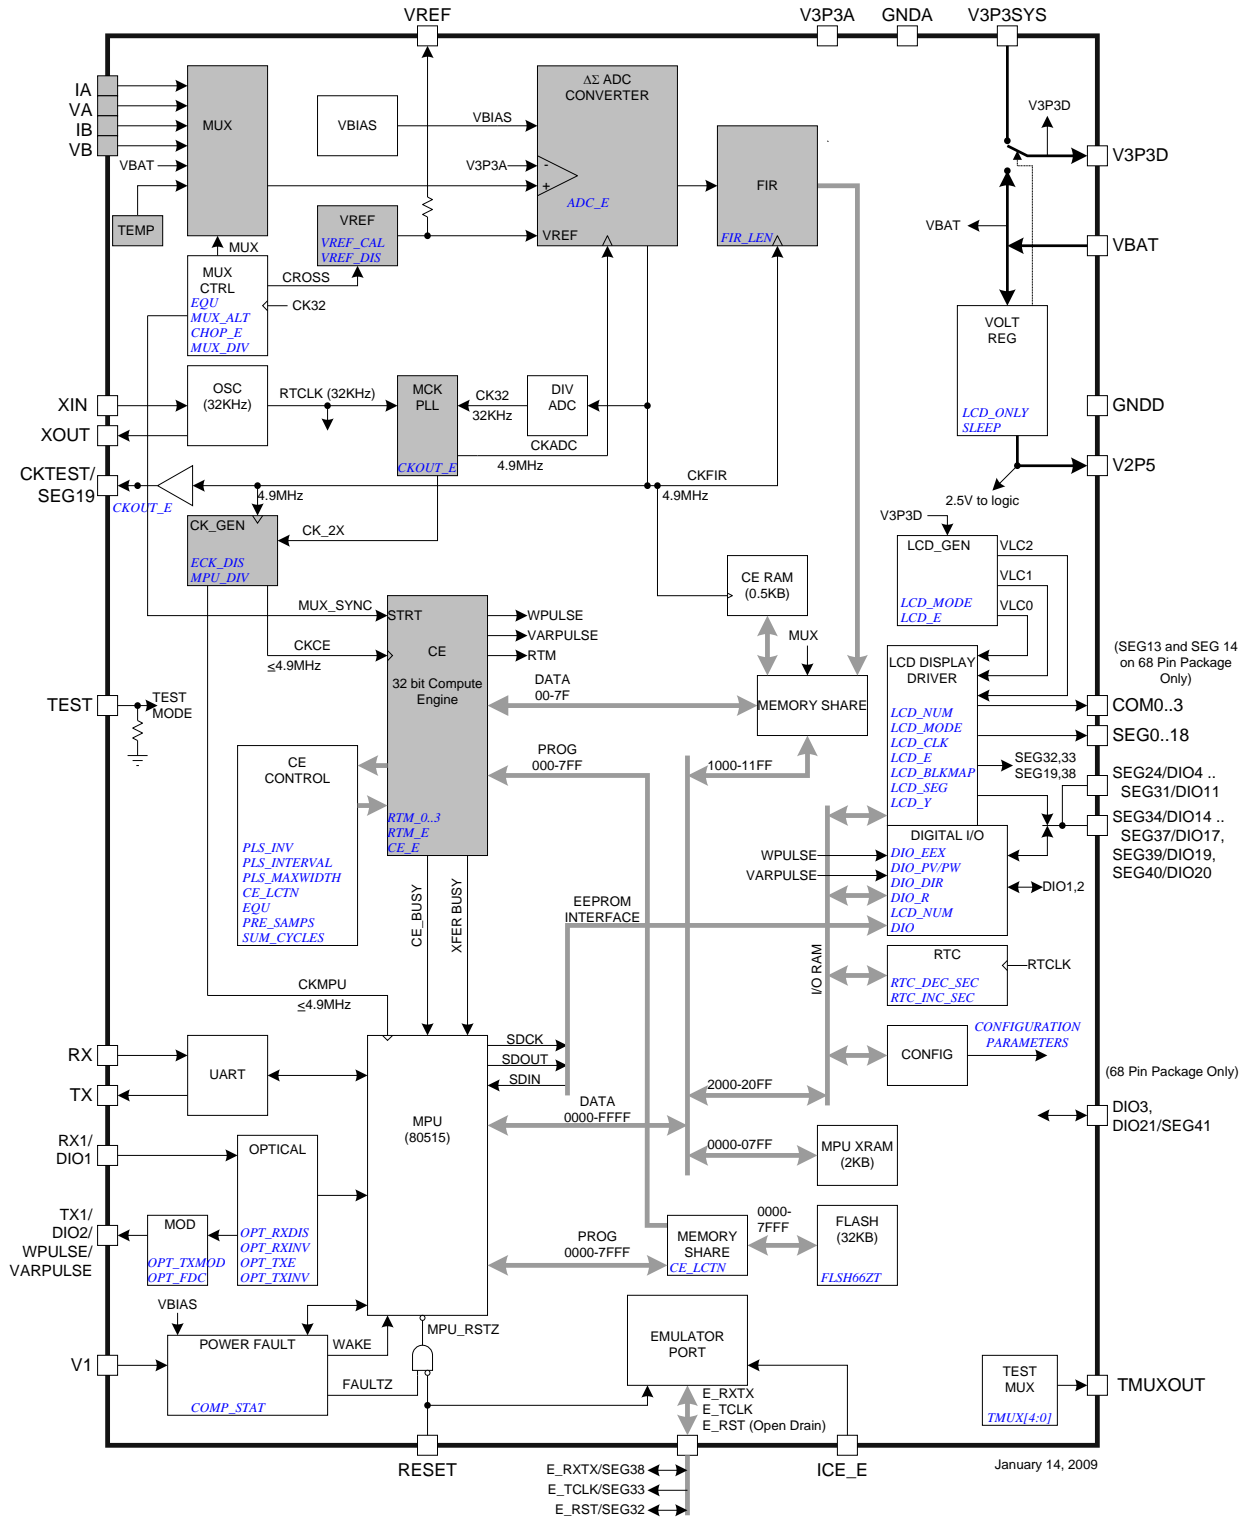 VREF
V3P3A
GNDA
V3P3SYS
IA
VA
IB
VB
VBAT
TEMP
MUX
VBIAS
VBIAS
ΔΣ ADC
CONVERTER
V3P3A
-
+
ADC_E
VREF
FIR
FIR_LEN
V3P3D
V3P3D
VBAT
VBAT
VREF
VREF_CAL
VREF_DIS
MUX
MUX
CTRL
EQU
MUX_ALT
CHOP_E
MUX_DIV
CROSS
CK32
VOLT
REG
LCD_ONLY
SLEEP
GNDD
V2P5
2.5V to logic
XIN
XOUT
OSC
(32KHz)
RTCLK (32KHz)
MCK
PLL
CKOUT_E
CK32
32KHz
DIV
ADC
CKADC
4.9MHz
CKFIR
4.9MHz
CKTEST/
SEG19
CKOUT_E
4.9MHz
CK_GEN
ECK_DIS
MPU_DIV
CK_2X
V3P3D
LCD_GEN
LCD_MODE
LCD_E
VLC2
VLC1
VLC0
CE RAM
(0.5KB)
MUX
MEMORY SHARE
MUX_SYNC
STRT
CKCE
≤4.9MHz
CE
32 bit Compute
Engine
RTM_0..3
RTM_E
CE_E
WPULSE
VARPULSE
RTM
DATA
00-7F
PROG
000-7FF
1000-11FF
TEST
TEST
MODE
CE
CONTROL
PLS_INV
PLS_INTERVAL
PLS_MAXWIDTH
CE_LCTN
EQU
PRE_SAMPS
SUM_CYCLES
LCD DISPLAY
DRIVER
LCD_NUM
LCD_MODE
LCD_CLK
LCD_E
LCD_BLKMAP
LCD_SEG
LCD_Y
(SEG13 and SEG 14
on 68 Pin Package
Only)
COM0..3
SEG0..18
SEG32,33
SEG19,38
SEG24/DIO4 ..
SEG31/DIO11
SEG34/DIO14 ..
SEG37/DIO17,
SEG39/DIO19,
SEG40/DIO20
DIGITAL I/O
DIO_EEX
DIO_PV/PW
DIO_DIR
DIO_R
LCD_NUM
DIO
WPULSE
VARPULSE
DIO1,2
CE_BUSY
XFER BUSY
EEPROM
INTERFACE
I/O RAM
RTC
RTC_DEC_SEC
RTC_INC_SEC
RTCLK
CONFIG
CONFIGURATION
PARAMETERS
CKMPU
≤4.9MHz
RX
TX
UART
MPU
(80515)
SDCK
SDOUT
SDIN
DATA
0000-FFFF
2000-20FF
0000-07FF
MPU XRAM
(2KB)
(68 Pin Package Only)
DIO3,
DIO21/SEG41
RX1/
DIO1
OPTICAL
OPT_RXDIS
OPT_RXINV
OPT_TXE
OPT_TXINV
TX1/
DIO2/
WPULSE/
VARPULSE
MOD
OPT_TXMOD
OPT_FDC
PROG
0000-7FFF
MEMORY
SHARE
CE_LCTN
0000-
7FFF
FLASH
(32KB)
FLSH66ZT
VBIAS
V1
POWER FAULT
COMP_STAT
WAKE
FAULTZ
MPU_RSTZ
EMULATOR
PORT
E_RXTX
E_TCLK
E_RST (Open Drain)
TEST
MUX
TMUX[4:0]
TMUXOUT
RESET
ICE_E
January 14, 2009
E_RXTX/SEG38
E_TCLK/SEG33
E_RST/SEG32